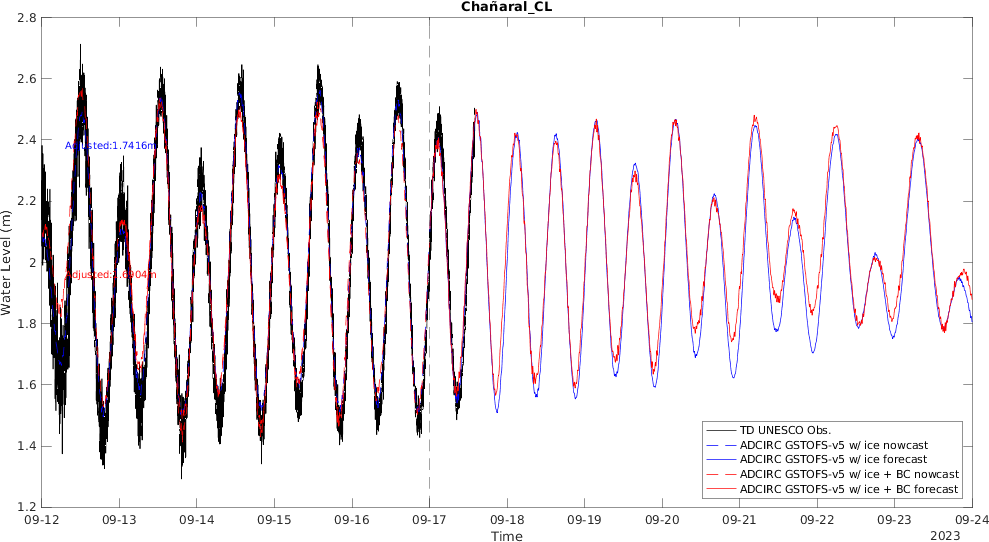 Chañaral_CL
2.8
2.6
2.4
2.2
2
1.8
1.6
1.4
1.2
Water Level (m)
Adjusted:1.7416m
Adjusted:1.6904m
TD UNESCO Obs.
ADCIRC GSTOFS-v5 w/ ice nowcast
ADCIRC GSTOFS-v5 w/ ice forecast
ADCIRC GSTOFS-v5 w/ ice + BC nowcast
ADCIRC GSTOFS-v5 w/ ice + BC forecast
09-12 09-13 09-14 09-15 09-16 09-17 09-18 09-19 09-20 09-21 09-22 09-23 09-24
Time
2023